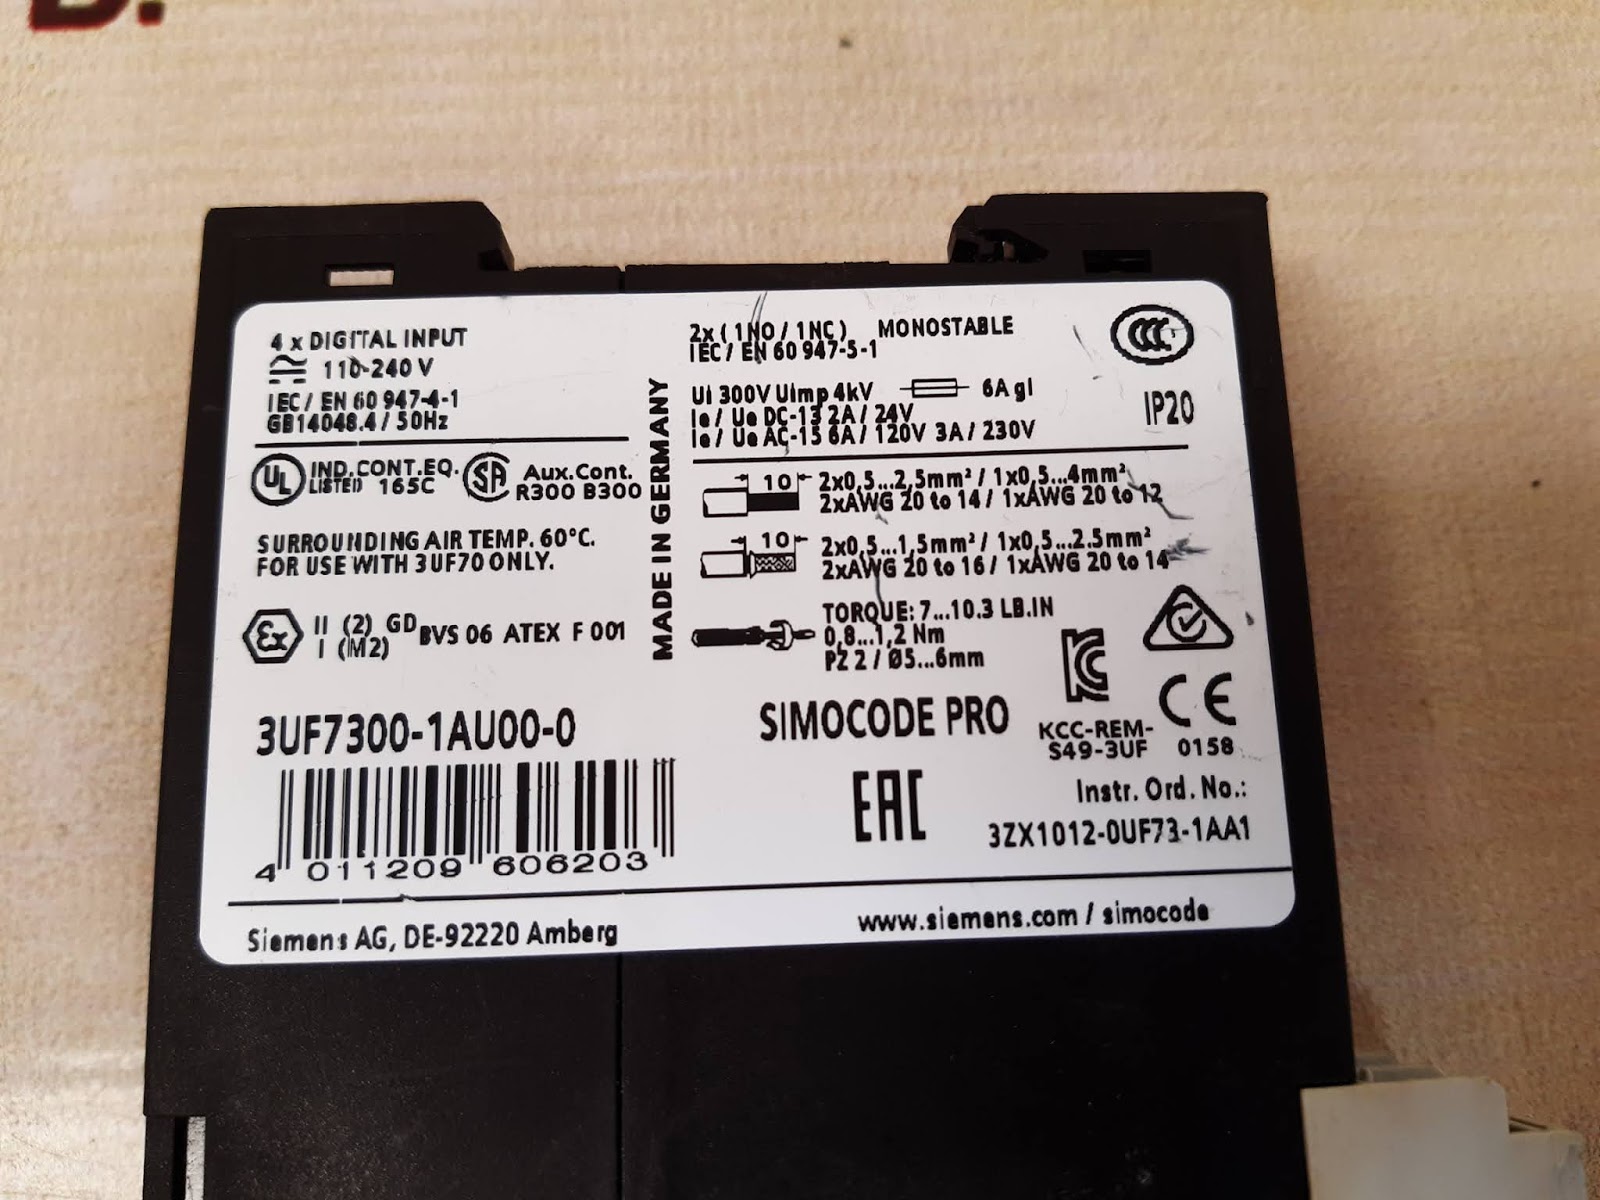 4 x DIGITAL INPUT
110-240 V
IEC / EN 60 947-4-1
GB14048.4 / 50Hz
UL IND.CONT.EQ.
LISTED 165C
SA Aux.Cont.
R300 B300
SURROUNDING AIR TEMP. 60°C.
FOR USE WITH 3UF70 ONLY.
Ex II (2) GD
I (M2)
BVS 06 ATEX F 001
3UF7300-1AU00-0
4 011209 606203
MADE IN GERMANY
2x ( 1NO / 1NC ) MONOSTABLE
IEC / EN 60 947-5-1
Ui 300V Uimp 4kV 6A gl
Ie / Ue DC-13 2A / 24V
Ie / Ue AC-15 6A / 120V 3A / 230V
CCC
IP20
10 2x0,5...2,5mm² / 1x0,5...4mm²
2xAWG 20 to 14 / 1xAWG 20 to 12
10 2x0,5...1,5mm² / 1x0,5...2.5mm²
2xAWG 20 to 16 / 1xAWG 20 to 14
TORQUE: 7...10.3 LB.IN
0,8...1,2 Nm
PZ 2 / Ø5...6mm
SIMOCODE PRO
KCC-REM-
S49-3UF
CE
0158
EAC
Instr. Ord. No.:
3ZX1012-0UF73-1AA1
Siemens AG, DE-92220 Amberg
www.siemens.com / simocode